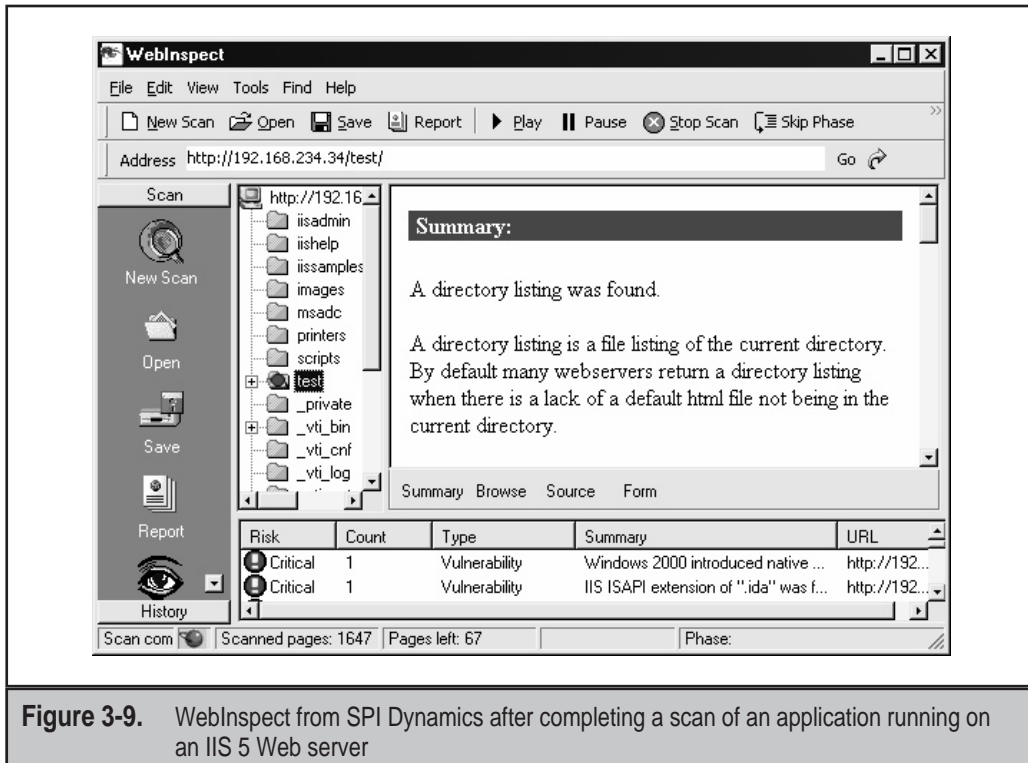 WebInspect
File Edit View Tools Find Help
New Scan Open Save Report Play Pause Stop Scan Skip Phase
Address http://192.168.234.34/test/ Go
Scan
New Scan
Open
Save
Report
History
http://192.16
iisadmin
iishelp
iissamples
images
msadc
printers
scripts
test
_private
_vti_bin
_vti_cnf
_vti_log
Summary:
A directory listing was found.
A directory listing is a file listing of the current directory.
By default many webservers return a directory listing
when there is a lack of a default html file not being in the
current directory.
Summary Browse Source Form
Risk Count Type Summary URL
Critical 1 Vulnerability Windows 2000 introduced native ... http://192...
Critical 1 Vulnerability IIS ISAPI extension of ".ida" was f... http://192...
Scan com Scanned pages: 1647 Pages left: 67 Phase:
Figure 3-9. WebInspect from SPI Dynamics after completing a scan of an application running on
an IIS 5 Web server